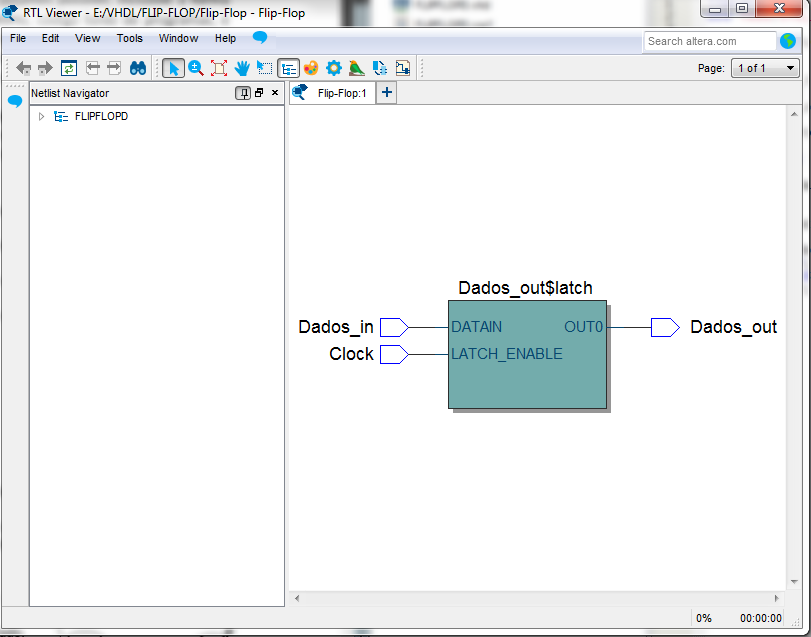 RTL Viewer - E:/VHDL/FLIP-FLOP/Flip-Flop - Flip-Flop
File Edit View Tools Window Help
Search altera.com
Page: 1 of 1
Netlist Navigator
Flip-Flop:1
FLIPFLOPD
Dados_out$latch
Dados_in DATAIN OUT0 Dados_out
Clock LATCH_ENABLE
0% 00:00:00